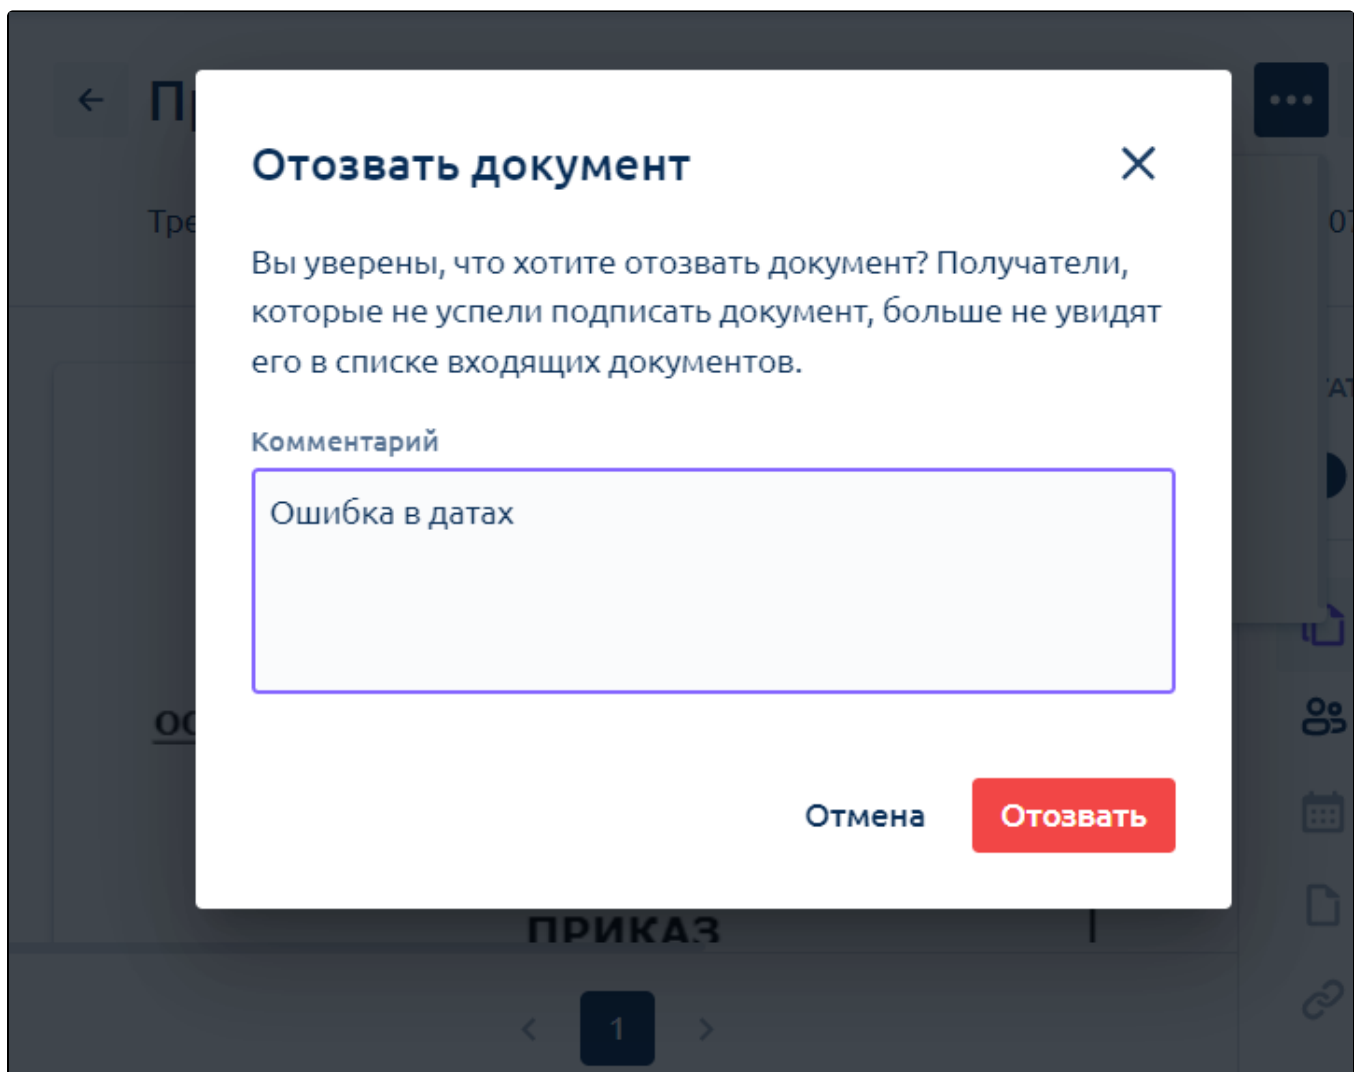 Отозвать документ
Вы уверены, что хотите отозвать документ? Получатели,
которые не успели подписать документ, больше не увидят
его в списке входящих документов.
Комментарий
Ошибка в датах
Отмена
Отозвать
ПРИКАЗ
1